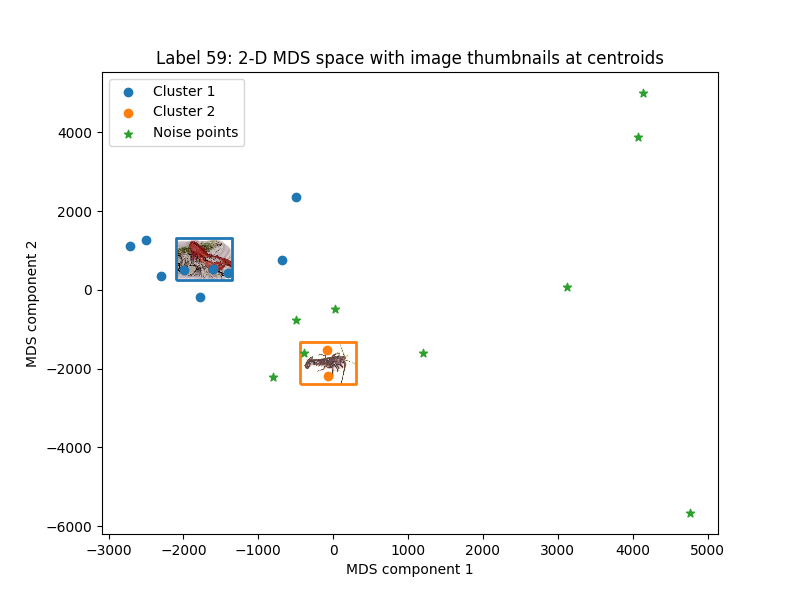 Label 59: 2-D MDS space with image thumbnails at centroids
Cluster 1
Cluster 2
Noise points
4000
2000
0
−2000
−4000
−6000
MDS component 2
−3000 −2000 −1000 0 1000 2000 3000 4000 5000
MDS component 1